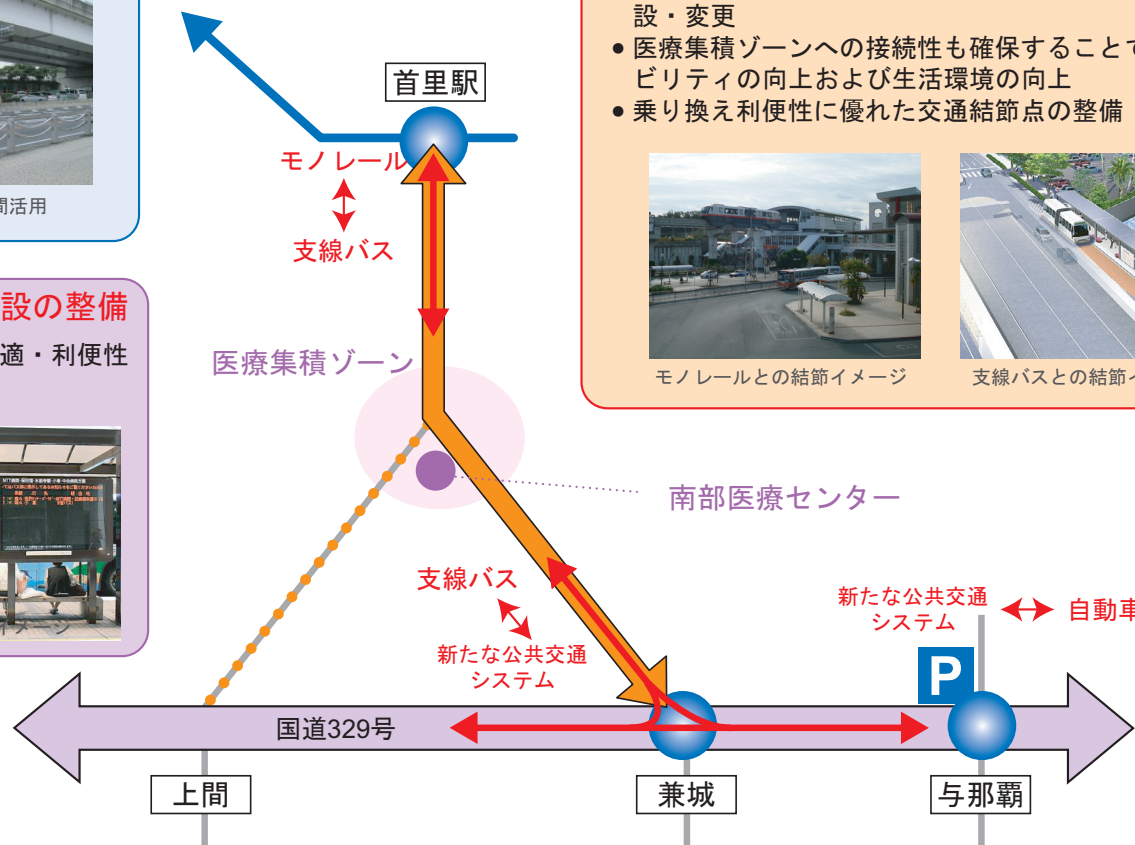 設・変更
● 医療集積ゾーンへの接続性も確保することで
ビリティの向上および生活環境の向上
● 乗り換え利便性に優れた交通結節点の整備
首里駅
モノレール
支線バス
間活用
モノレールとの結節イメージ
支線バスとの結節イ
設の整備
適・利便性
医療集積ゾーン
南部医療センター
支線バス
新たな公共交通
システム
新たな公共交通
システム
自動車
P
国道329号
上間
兼城
与那覇